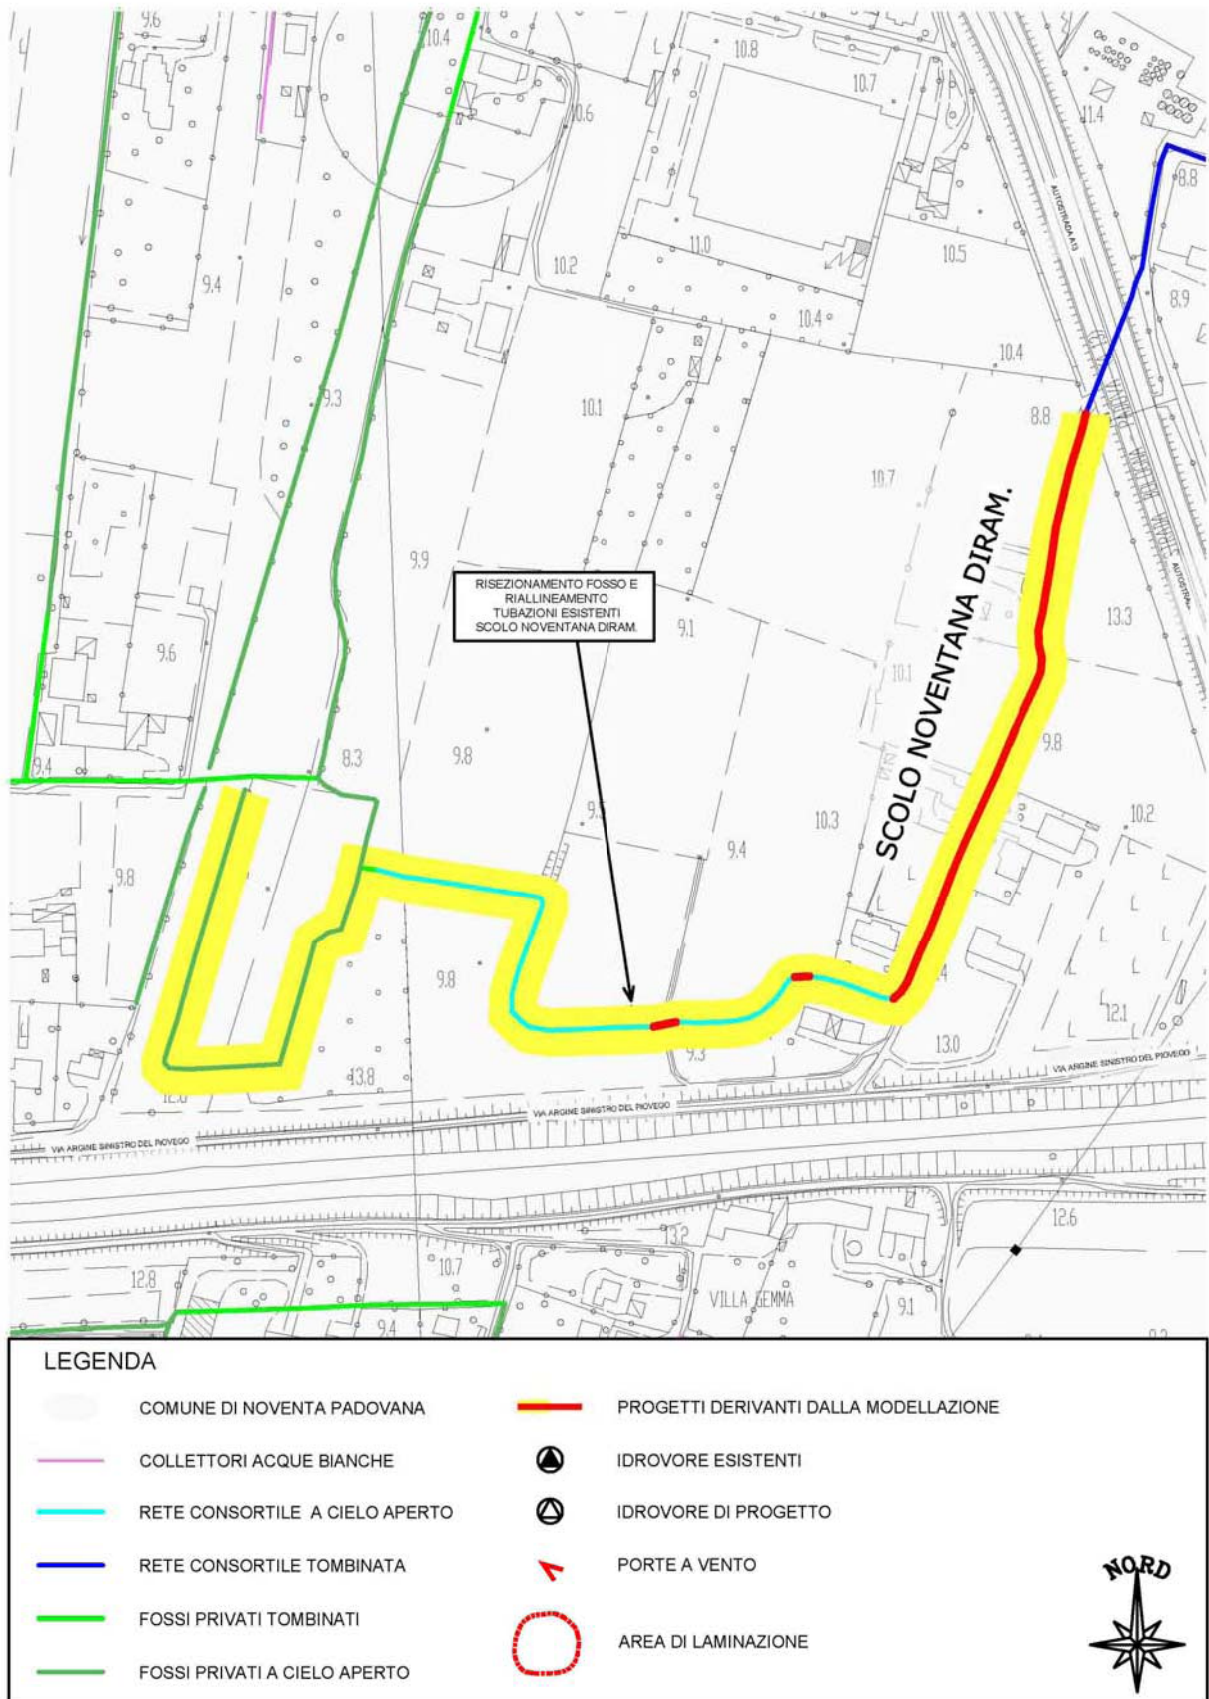 9.6
10.4
10.8
10.7
11.4
10.6
8.8
AUTOSTRADA A13
9.4
11.0
10.5
10.2
8.9
10.4
10.4
9.3
10.1
8.8
10.7
9.9
RISEZIONAMENTO FOSSO E
RIALLINEAMENTO
TUBAZIONI ESISTENTI
SCOLO NOVENTANA DIRAM.
SCOLO NOVENTANA DIRAM.
13.3
9.1
9.6
10.1
9.8
9.8
9.4
8.3
9.5
10.3
10.2
9.4
9.8
9.8
12.1
9.3
13.0
13.8
VIA ARGINE SINISTRO DEL PIOVEGO
VIA ARGINE SINISTRO DEL PIOVEGO
VIA ARGINE SINISTRO DEL PIOVEGO
12.6
13.2
12.8
10.7
VILLA GEMMA
9.1
9.4
LEGENDA
COMUNE DI NOVENTA PADOVANA
PROGETTI DERIVANTI DALLA MODELLAZIONE
COLLETTORI ACQUE BIANCHE
IDROVORE ESISTENTI
RETE CONSORTILE A CIELO APERTO
IDROVORE DI PROGETTO
RETE CONSORTILE TOMBINATA
PORTE A VENTO
NORD
FOSSI PRIVATI TOMBINATI
AREA DI LAMINAZIONE
FOSSI PRIVATI A CIELO APERTO